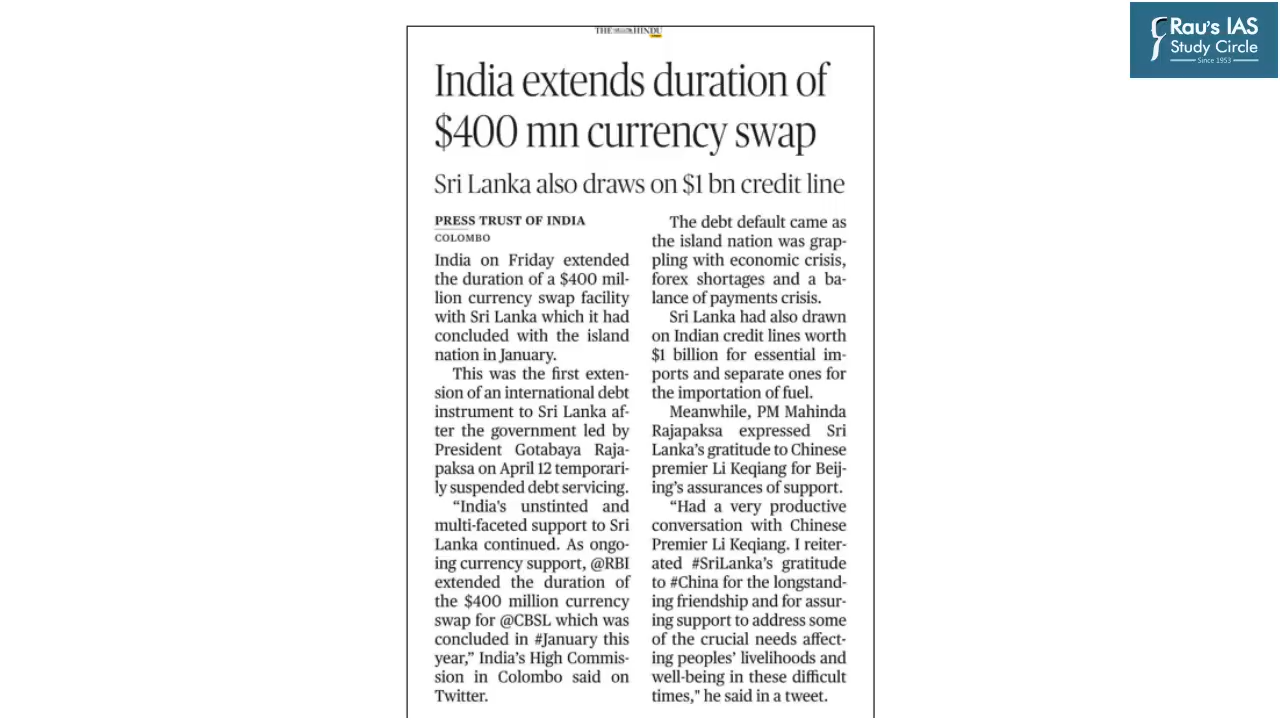 THE HINDU
Rau's IAS
Study Circle
Since 1953
India extends duration of
$400 mn currency swap
Sri Lanka also draws on $1 bn credit line
PRESS TRUST OF INDIA
COLOMBO
India on Friday extended
the duration of a $400 mil-
lion currency swap facility
with Sri Lanka which it had
concluded with the island
nation in January.
This was the first exten-
sion of an international debt
instrument to Sri Lanka af-
ter the government led by
President Gotabaya Raja-
paksa on April 12 temporari-
ly suspended debt servicing.
“India's unstinted and
multi-faceted support to Sri
Lanka continued. As ongo-
ing currency support, @RBI
extended the duration of
the $400 million currency
swap for @CBSL which was
concluded in #January this
year,” India’s High Commis-
sion in Colombo said on
Twitter.
The debt default came as
the island nation was grap-
pling with economic crisis,
forex shortages and a ba-
lance of payments crisis.
Sri Lanka had also drawn
on Indian credit lines worth
$1 billion for essential im-
ports and separate ones for
the importation of fuel.
Meanwhile, PM Mahinda
Rajapaksa expressed Sri
Lanka’s gratitude to Chinese
premier Li Keqiang for Beij-
ing’s assurances of support.
“Had a very productive
conversation with Chinese
Premier Li Keqiang. I reiter-
ated #SriLanka’s gratitude
to #China for the longstand-
ing friendship and for assur-
ing support to address some
of the crucial needs affect-
ing peoples’ livelihoods and
well-being in these difficult
times," he said in a tweet.